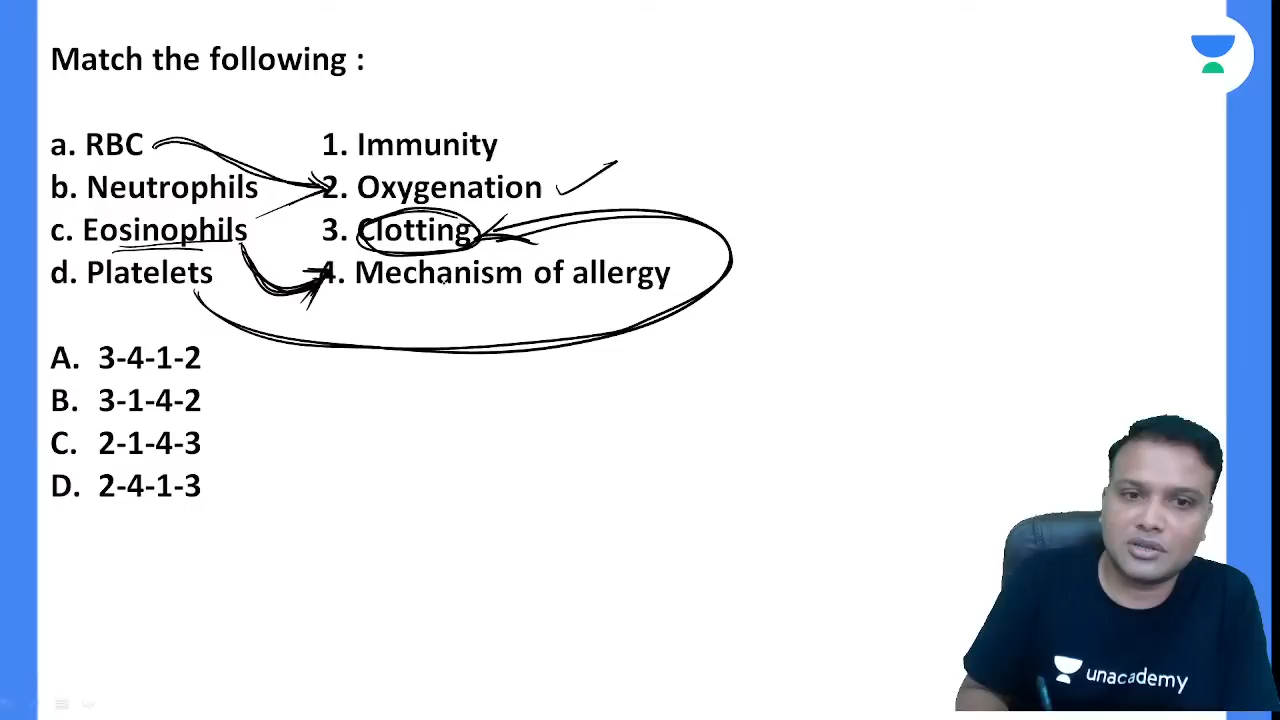 Match the following :
a. RBC 1. Immunity
b. Neutrophils 2. Oxygenation
c. Eosinophils 3. Clotting
d. Platelets 4. Mechanism of allergy
A. 3-4-1-2
B. 3-1-4-2
C. 2-1-4-3
D. 2-4-1-3
unacademy